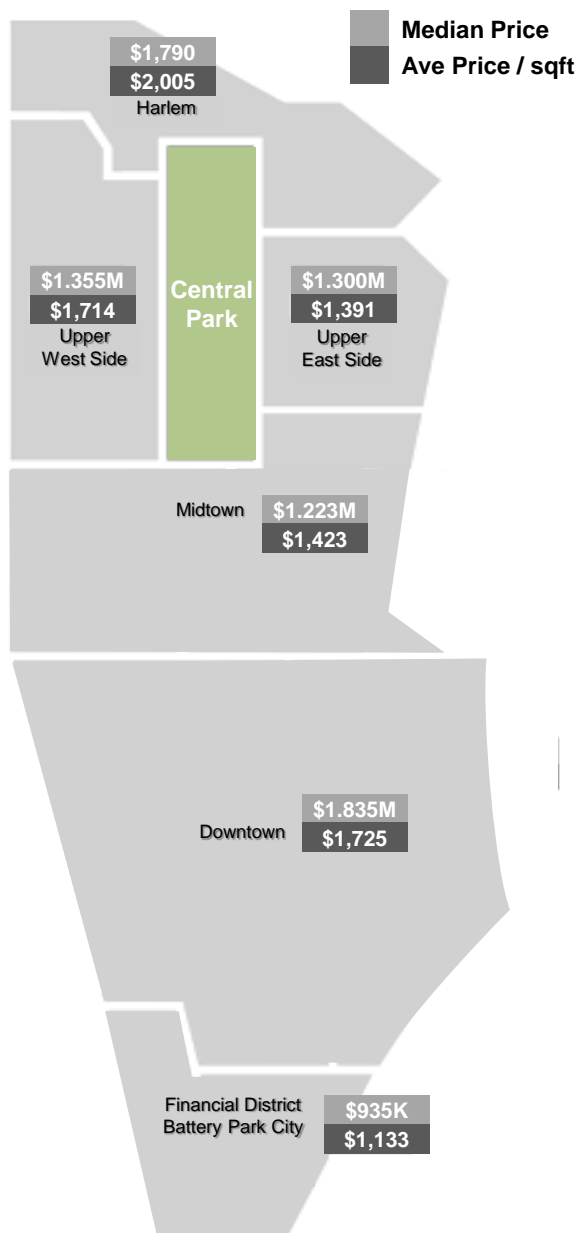 Median Price
Ave Price / sqft
$1,790
$2,005
Harlem
$1.355M
$1,714
Upper
West Side
Central
Park
$1.300M
$1,391
Upper
East Side
Midtown
$1.223M
$1,423
Downtown
$1.835M
$1,725
Financial District
Battery Park City
$935K
$1,133